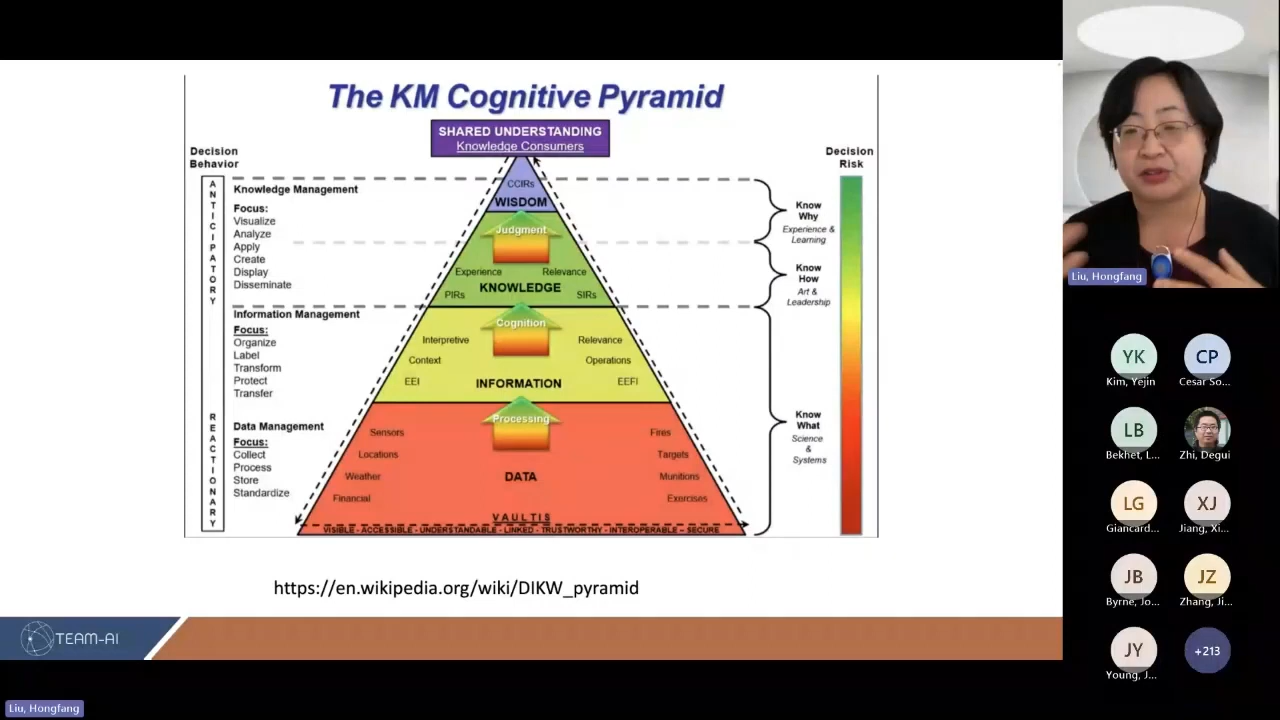 The KM Cognitive Pyramid
SHARED UNDERSTANDING
Knowledge Consumers
Decision
Behavior
Decision
Risk
ANTICIPATORY
REACTIONARY
Knowledge Management
Focus:
Visualize
Analyze
Apply
Create
Display
Disseminate
Information Management
Focus:
Organize
Label
Transform
Protect
Transfer
Data Management
Focus:
Collect
Process
Store
Standardize
CCIRs
WISDOM
Judgment
Experience Relevance
KNOWLEDGE
PIRs SIRs
Cognition
Interpretive Relevance
Context Operations
EEI INFORMATION EEFI
Processing
Sensors Fires
Locations Targets
Weather DATA Munitions
Financial Exercises
VAULTIS
VISIBLE - ACCESSIBLE - UNDERSTANDABLE - LINKED - TRUSTWORTHY - INTEROPERABLE – SECURE
Know
Why
Experience &
Learning
Know
How
Art &
Leadership
Know
What
Science
&
Systems
https://en.wikipedia.org/wiki/DIKW_pyramid
TEAM-AI
Liu, Hongfang
Liu, Hongfang
YK
Kim, Yejin
CP
Cesar So...
LB
Bekhet, L...
Zhi, Degui
LG
Giancard...
XJ
Jiang, Xi...
JB
Byrne, Jo...
JZ
Zhang, Ji...
JY
Young, J...
+213